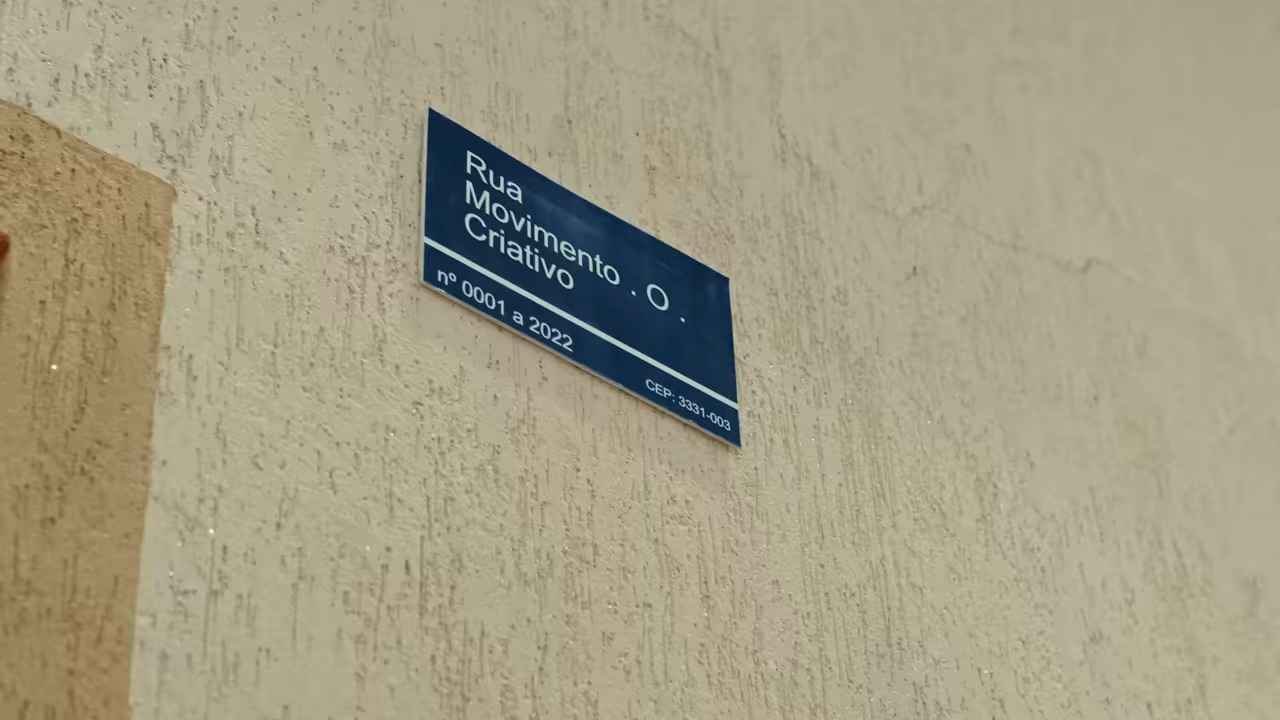 Rua
Movimento . O .
Criativo
nº 0001 a 2022
CEP: 3331-003